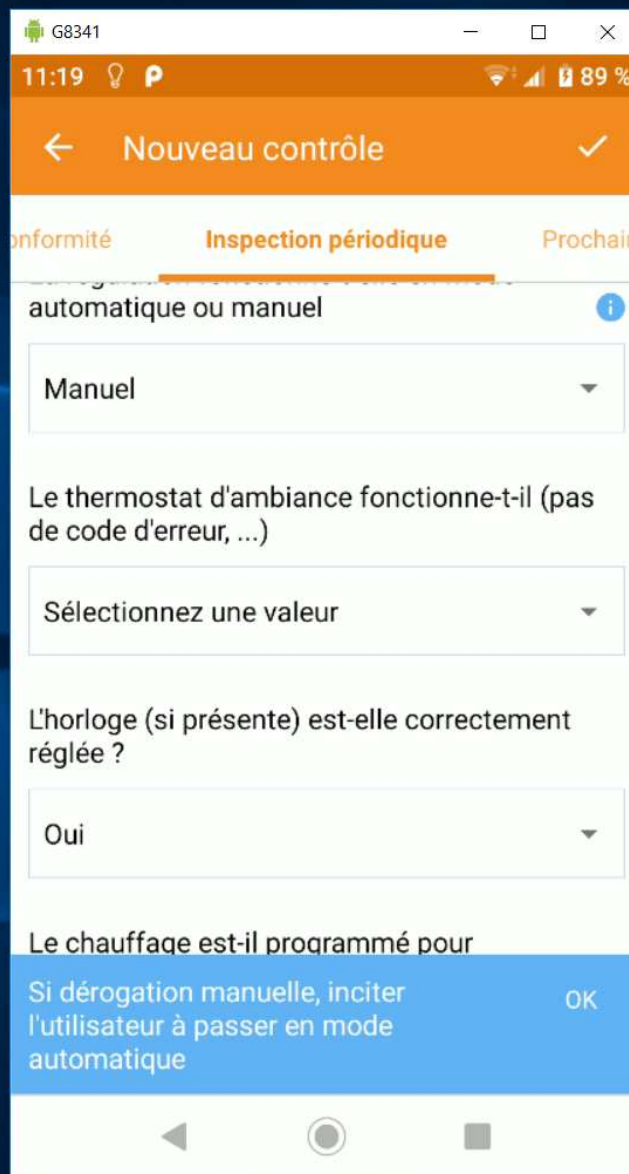 G8341
11:19 89 %
Nouveau contrôle
onformité Inspection périodique Prochain
automatique ou manuel
Manuel
Le thermostat d'ambiance fonctionne-t-il (pas
de code d'erreur, ...)
Sélectionnez une valeur
L'horloge (si présente) est-elle correctement
réglée ?
Oui
Le chauffage est-il programmé pour
Si dérogation manuelle, inciter
l'utilisateur à passer en mode
automatique
OK